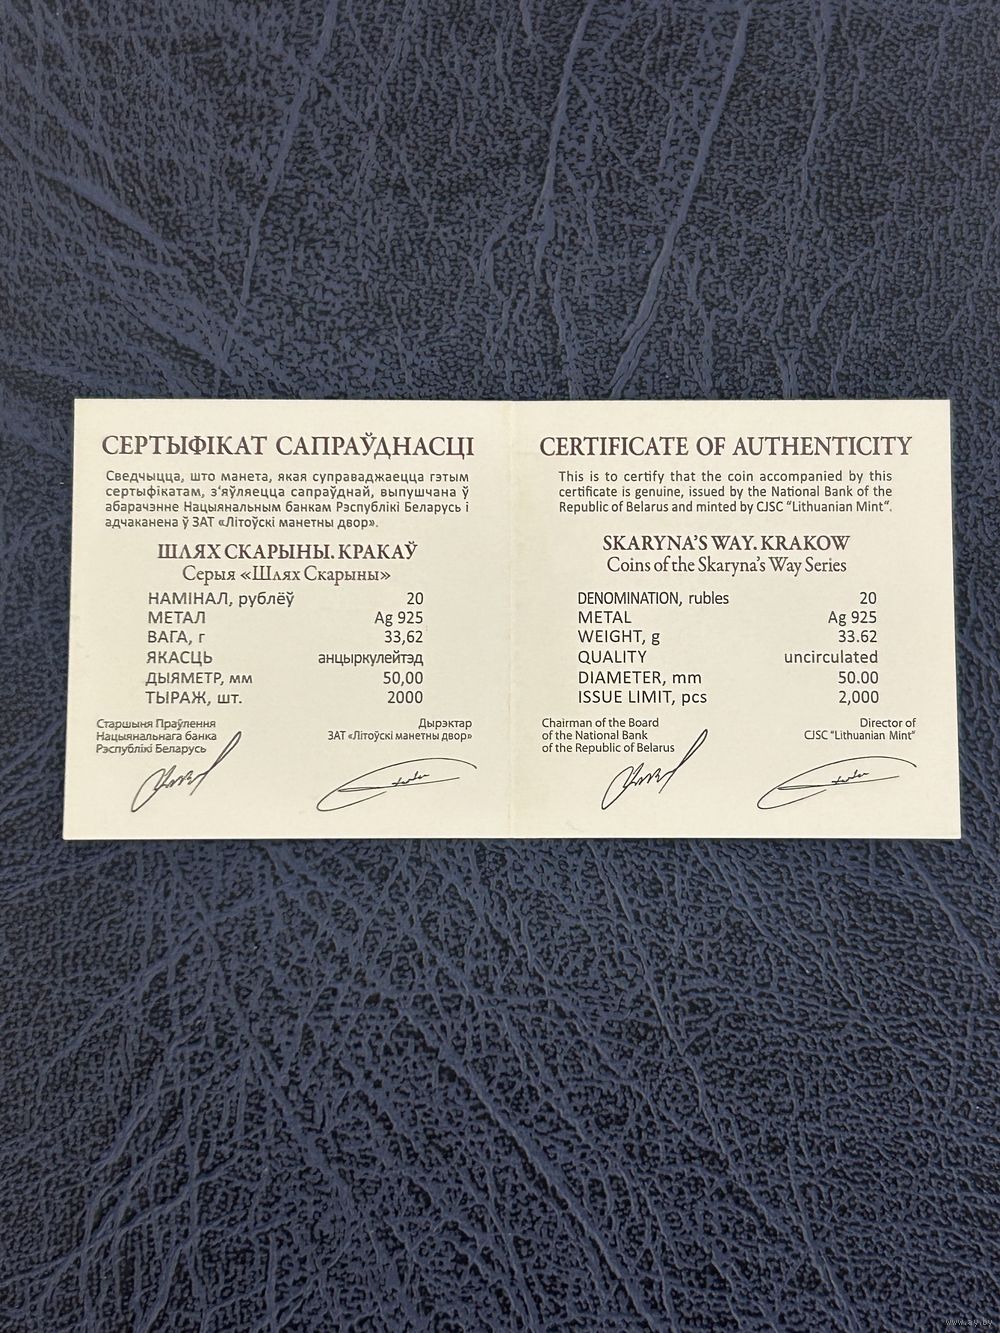 СЕРТЫФІКАТ САПРАЎДНАСЦІ
Сведчыцца, што манета, якая суправаджаецца гэтым
сертыфікатам, з'яўляецца сапраўднай, выпушчана ў
абарачэнне Нацыянальным банкам Рэспублікі Беларусь і
адчаканена ў ЗАТ «Літоўскі манетны двор».
ШЛЯХ СКАРЫНЫ. КРАКАЎ
Серыя «Шлях Скарыны»
НАМІНАЛ, рублёў 20
МЕТАЛ Ag 925
ВАГА, г 33,62
ЯКАСЦЬ анцыркулейтэд
ДЫЯМЕТР, мм 50,00
ТЫРАЖ, шт. 2000
Старшыня Праўлення
Нацыянальнага банка
Рэспублікі Беларусь
Дырэктар
ЗАТ «Літоўскі манетны двор»
CERTIFICATE OF AUTHENTICITY
This is to certify that the coin accompanied by this
certificate is genuine, issued by the National Bank of the
Republic of Belarus and minted by CJSC "Lithuanian Mint".
SKARYNA'S WAY. KRAKOW
Coins of the Skaryna's Way Series
DENOMINATION, rubles 20
METAL Ag 925
WEIGHT, g 33.62
QUALITY uncirculated
DIAMETER, mm 50.00
ISSUE LIMIT, pcs 2,000
Chairman of the Board
of the National Bank
of the Republic of Belarus
Director of
CJSC "Lithuanian Mint"
www.ay.by